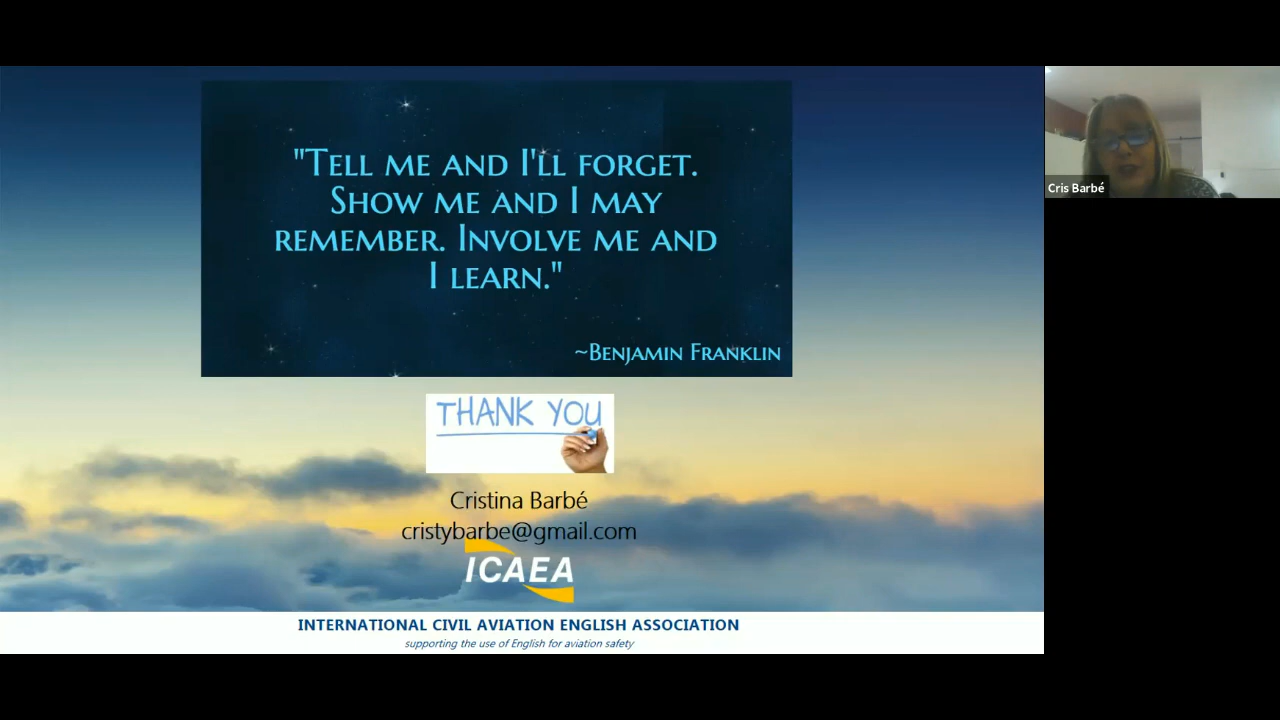 "Tell me and I'll forget.
Show me and I may
remember. Involve me and
I learn."
~Benjamin Franklin
THANK YOU
Cristina Barbé
cristybarbe@gmail.com
ICAEA
INTERNATIONAL CIVIL AVIATION ENGLISH ASSOCIATION
supporting the use of English for aviation safety
Cris Barbé